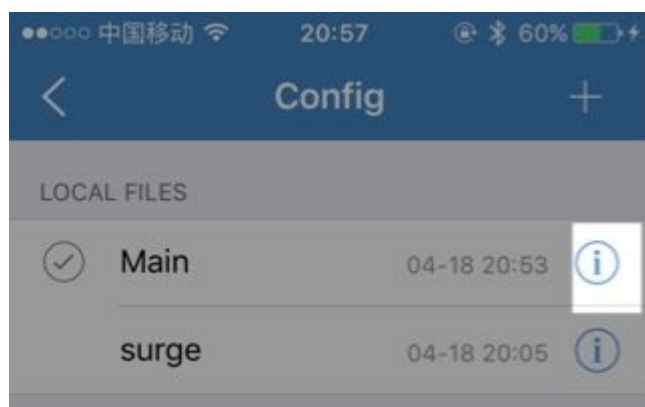 中国移动 20:57 60%
Config
LOCAL FILES
Main 04-18 20:53
surge 04-18 20:05